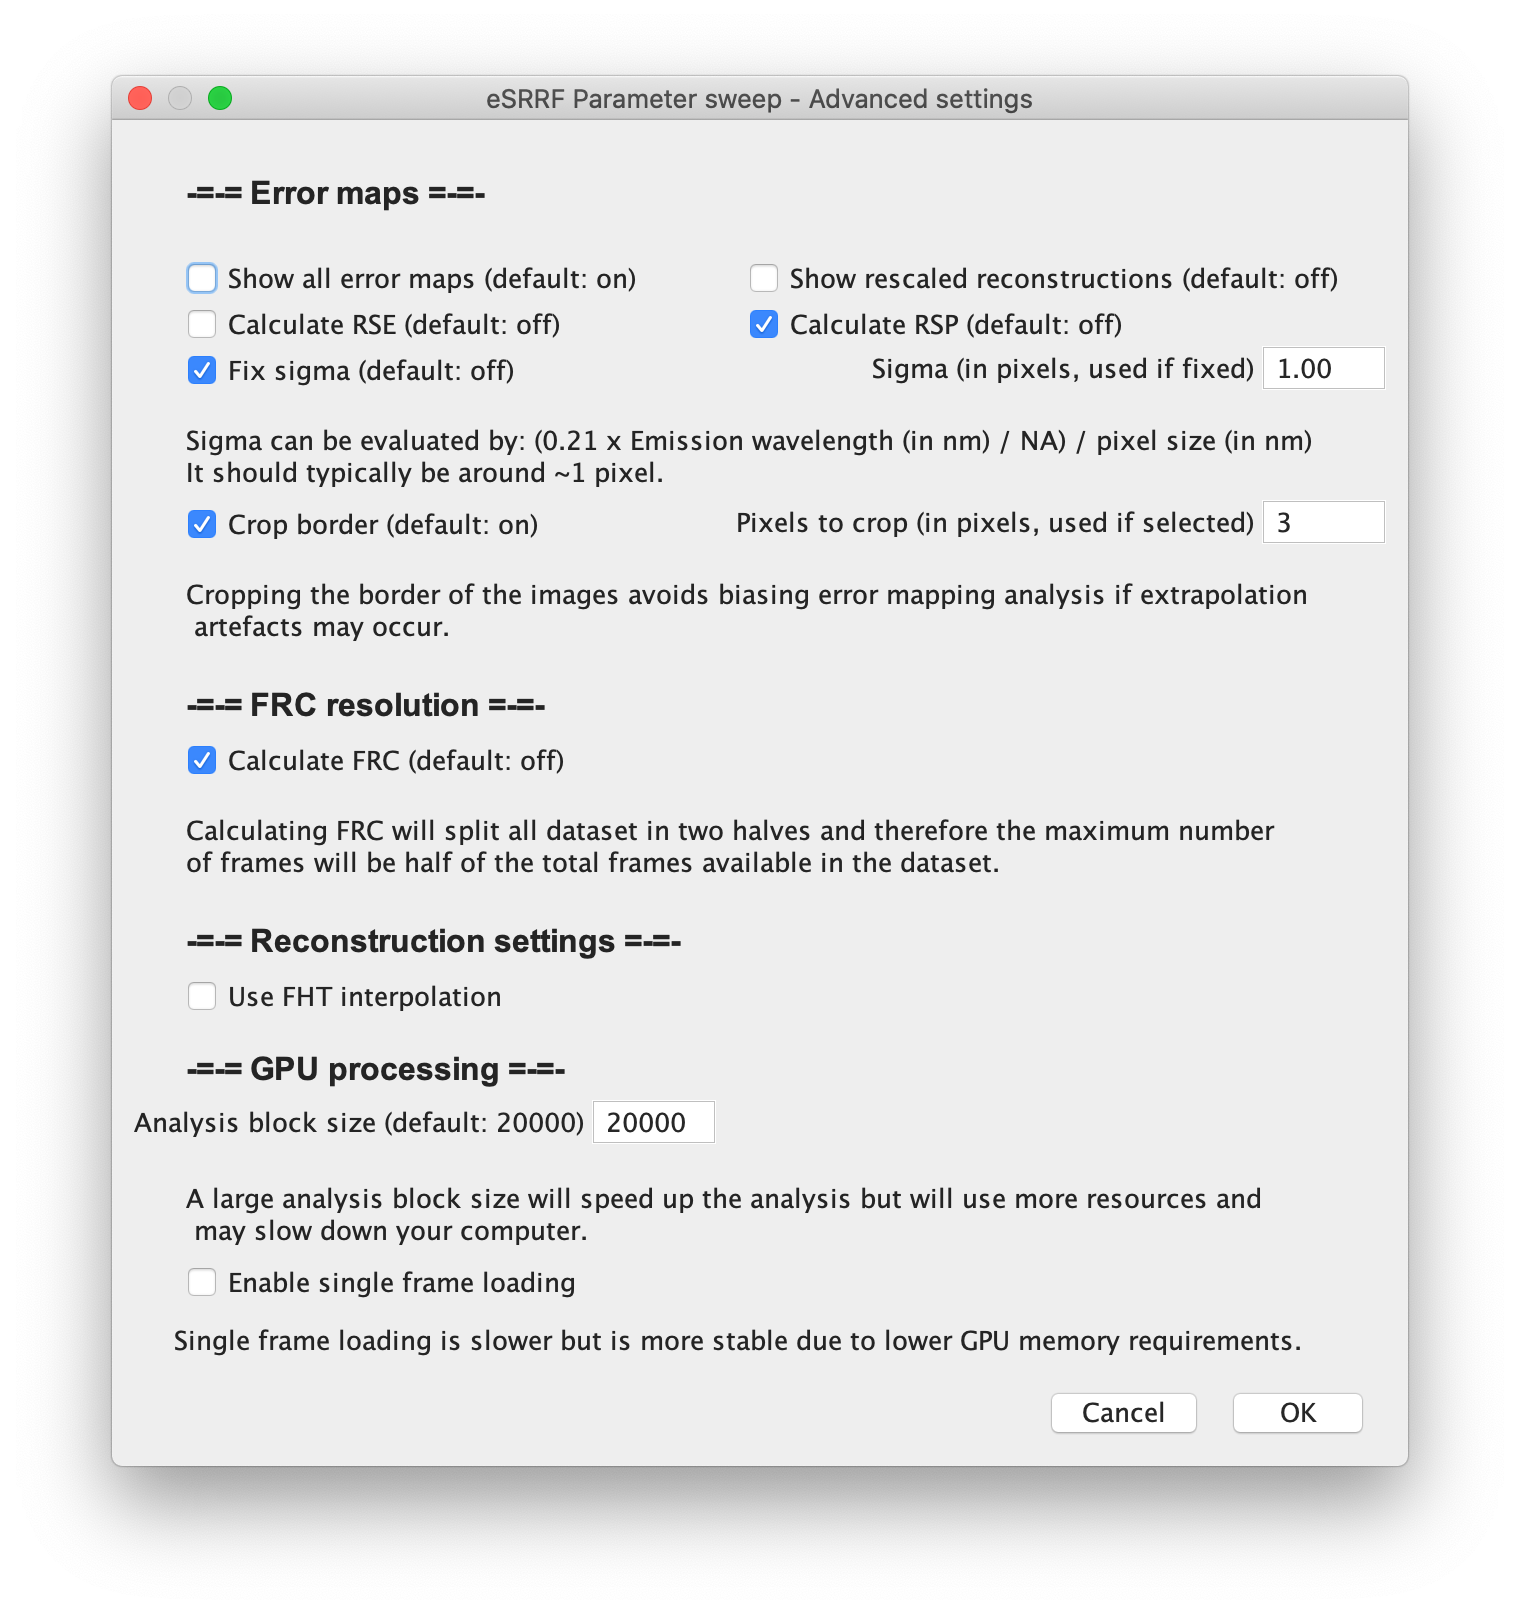 eSRRF Parameter sweep - Advanced settings
-=-= Error maps =-=-
Show all error maps (default: on)
Show rescaled reconstructions (default: off)
Calculate RSE (default: off)
Calculate RSP (default: off)
Fix sigma (default: off)
Sigma (in pixels, used if fixed) 1.00
Sigma can be evaluated by: (0.21 x Emission wavelength (in nm) / NA) / pixel size (in nm)
It should typically be around ~1 pixel.
Crop border (default: on)
Pixels to crop (in pixels, used if selected) 3
Cropping the border of the images avoids biasing error mapping analysis if extrapolation
artefacts may occur.
-=-= FRC resolution =-=-
Calculate FRC (default: off)
Calculating FRC will split all dataset in two halves and therefore the maximum number
of frames will be half of the total frames available in the dataset.
-=-= Reconstruction settings =-=-
Use FHT interpolation
-=-= GPU processing =-=-
Analysis block size (default: 20000) 20000
A large analysis block size will speed up the analysis but will use more resources and
may slow down your computer.
Enable single frame loading
Single frame loading is slower but is more stable due to lower GPU memory requirements.
Cancel
OK